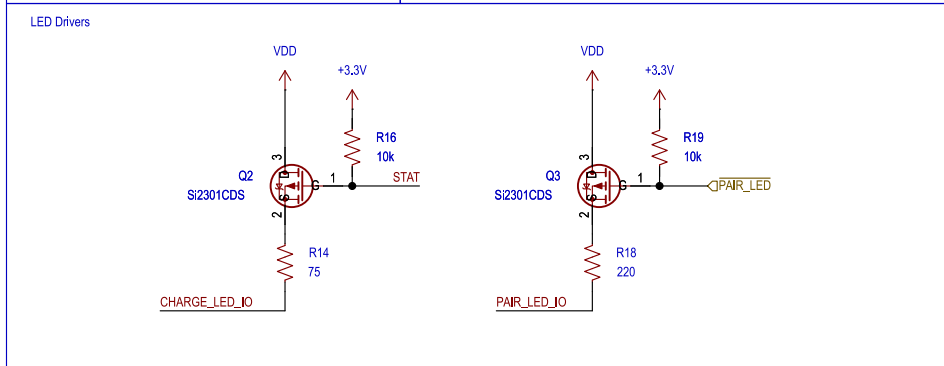 LED Drivers
VDD
+3.3V
R16
10k
3
D
Q2
Si2301CDS
G
1
STAT
S
2
R14
75
CHARGE_LED_IO
VDD
+3.3V
R19
10k
3
D
Q3
Si2301CDS
G
1
PAIR_LED
S
2
R18
220
PAIR_LED_IO